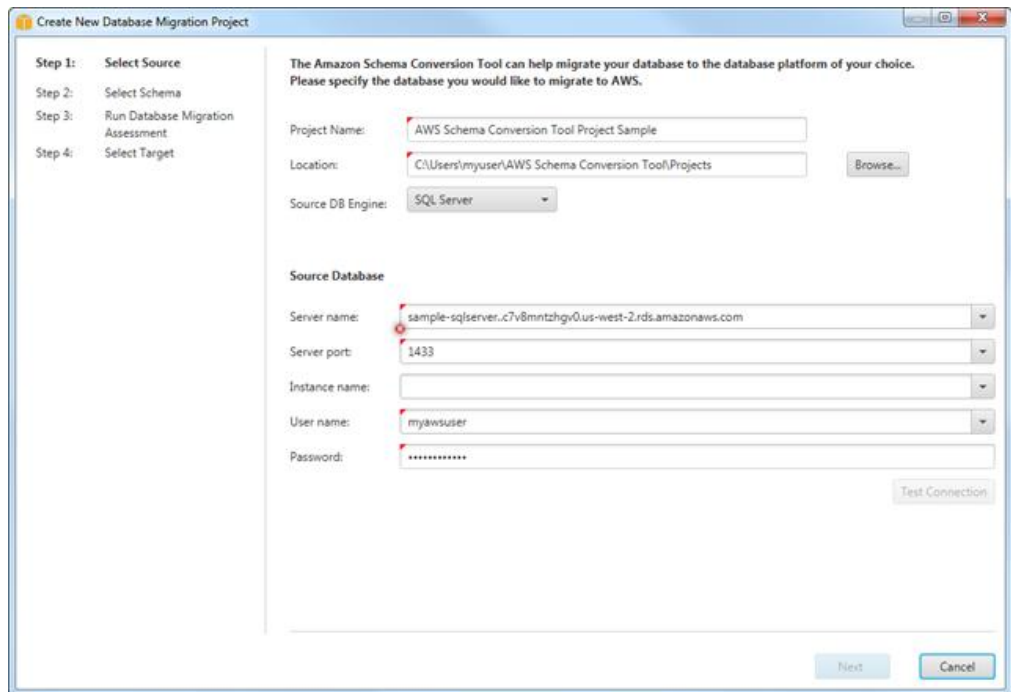 Create New Database Migration Project
Step 1: Select Source
Step 2: Select Schema
Step 3: Run Database Migration
Assessment
Step 4: Select Target
The Amazon Schema Conversion Tool can help migrate your database to the database platform of your choice.
Please specify the database you would like to migrate to AWS.
Project Name: AWS Schema Conversion Tool Project Sample
Location: C:\Users\myuser\AWS Schema Conversion Tool\Projects Browse...
Source DB Engine: SQL Server
Source Database
Server name: sample-sqlserver..c7v8mntzhgv0.us-west-2.rds.amazonaws.com
Server port: 1433
Instance name:
User name: myawsuser
Password: ••••••••••••
Test Connection
Next Cancel